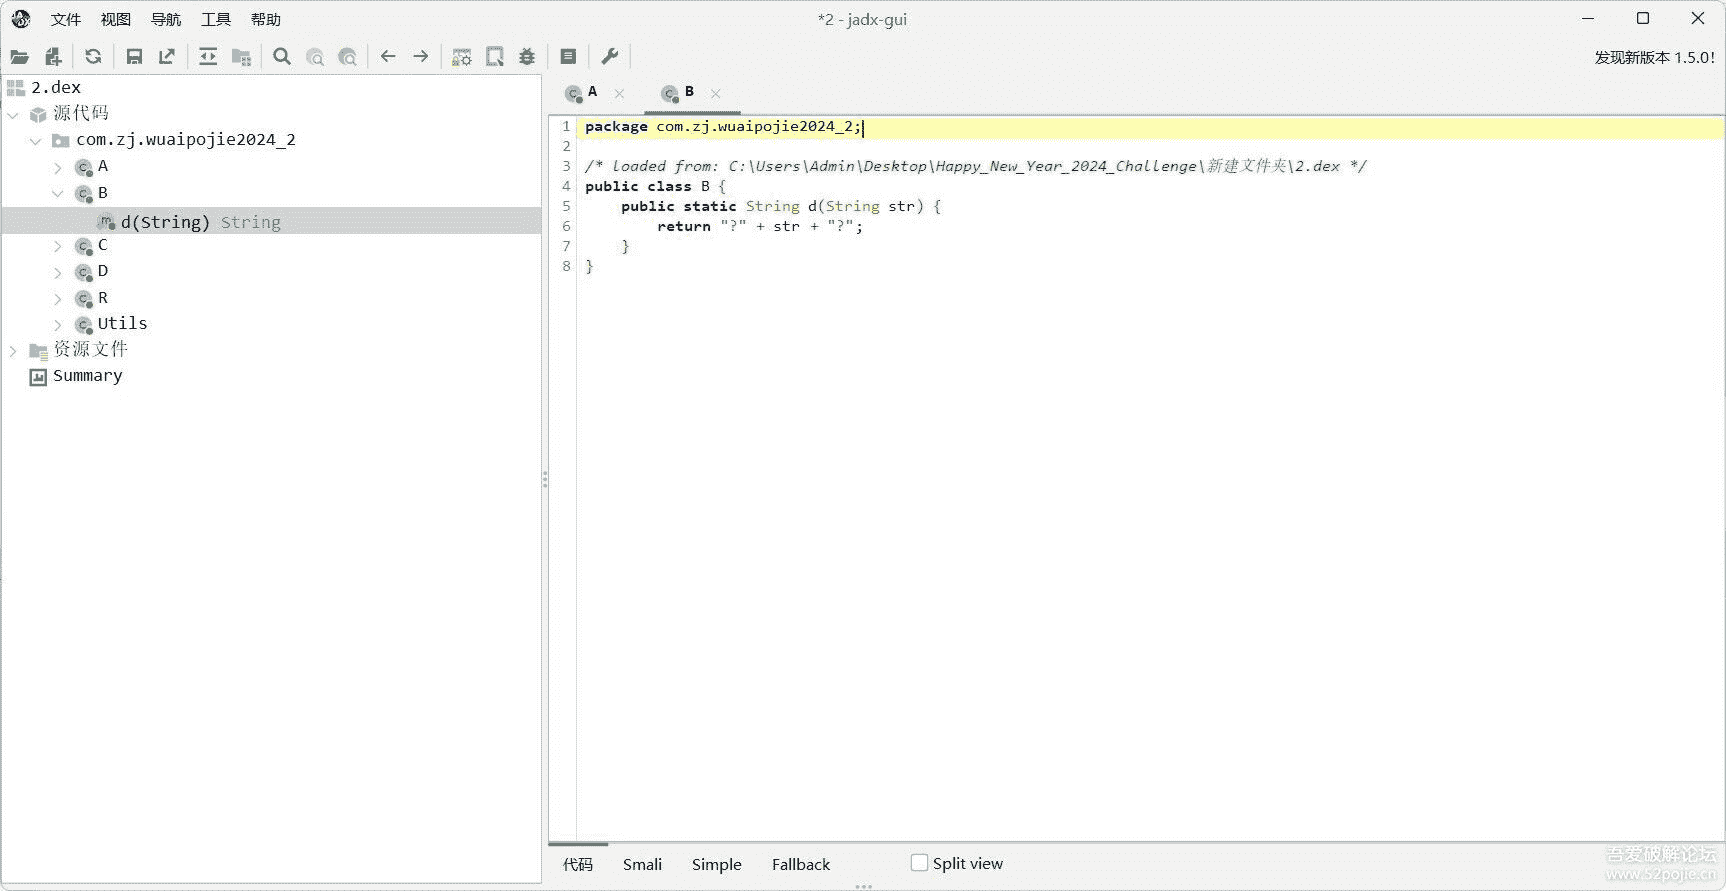 文件 视图 导航 工具 帮助
*2 - jadx-gui
发现新版本 1.5.0!
2.dex
源代码
com.zj.wuaipojie2024_2
A
B
d(String) String
C
D
R
Utils
资源文件
Summary
A B
1 package com.zj.wuaipojie2024_2;
2
3 /* loaded from: C:\Users\Admin\Desktop\Happy_New_Year_2024_Challenge\新建文件夹\2.dex */
4 public class B {
5 public static String d(String str) {
6 return "?" + str + "?";
7 }
8 }
代码 Smali Simple Fallback Split view
吾爱破解论坛
www.52pojie.cn